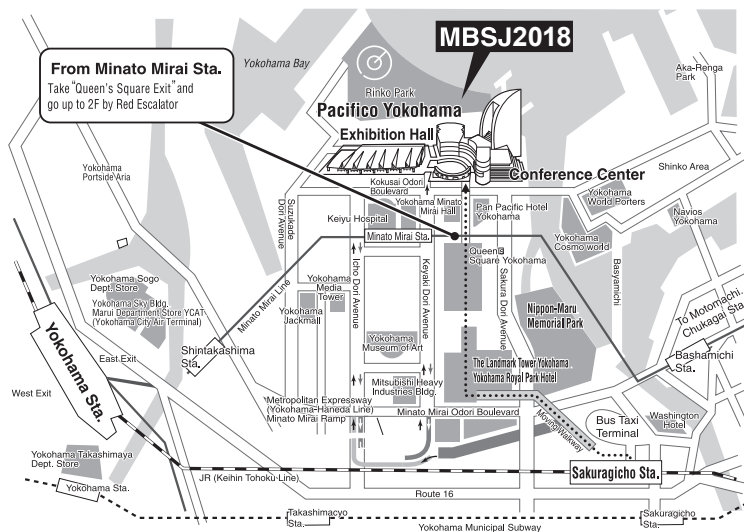 MBSJ2018
From Minato Mirai Sta.
Take "Queen's Square Exit" and
go up to 2F by Red Escalator
Yokohama Bay
Rinko Park
Aka-Renga
Park
Pacifico Yokohama
Exhibition Hall
Conference Center
Shinko Area
Yokohama
Portside Aria
Suzukade
Dori Avenue
Kokusai Odori
Boulevard
Yokohama Minato
Mirai Hall
Keiyu Hospital
Pan Pacific Hotel
Yokohama
Yokohama
World Porters
Navios
Yokohama
Minato Mirai Sta.
Queen
Square Yokohama
Yokohama
Cosmo world
Basyamichi
Yokohama Sogo
Dept. Store
Yokohama Sky Bldg.
Marui Department Store YCAT
(Yokohama City Air Terminal)
Minato Mirai Line
Yokohama
Media
Tower
Yokohama
Jackmall
Icho Dori Avenue
Keyaki Dori Avenue
Sakura Dori Avenue
Nippon-Maru
Memorial Park
To Motomachi,
Chukagai Sta.
Yokohama Sta.
East Exit
West Exit
Shintakashima
Sta.
Yokohama
Museum of Art
The Landmark Tower Yokohama
Yokohama Royal Park Hotel
Bashamichi
Sta.
Mitsubishi Heavy
Industries Bldg.
Metropolitan Expressway
(Yokohama-Haneda Line)
Minato Mirai Ramp
Minato Mirai Odori Boulevard
Moving Walkway
Bus Taxi
Terminal
Washington
Hotel
Yokohama Takashimaya
Dept. Store
Yokohama Sta.
JR (Keihin Tohoku Line)
Sakuragicho Sta.
Route 16
Takashimacyo
Sta.
Yokohama Municipal Subway
Sakuragicho
Sta.